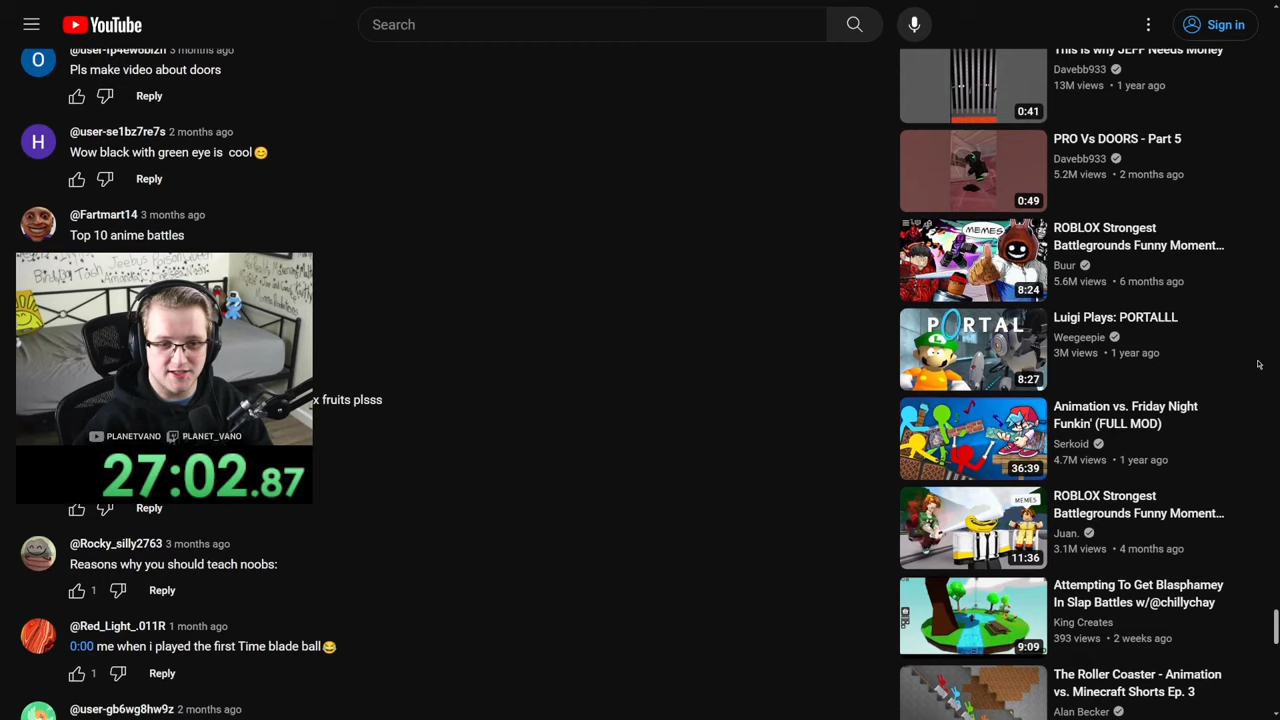 YouTube
Search
Sign in
@user-fp4ew6bl2n 3 months ago
Pls make video about doors
Reply
H
@user-se1bz7re7s 2 months ago
Wow black with green eye is cool😊
Reply
@Fartmart14 3 months ago
Top 10 anime battles
PLANETVANO PLANET_VANO
27:02.87
x fruits plsss
Reply
@Rocky_silly2763 3 months ago
Reasons why you should teach noobs:
1 Reply
@Red_Light_.011R 1 month ago
0:00 me when i played the first Time blade ball😂
1 Reply
@user-gb6wg8hw9z 2 months ago
This is why JEFF Needs Money
Davebb933
13M views • 1 year ago
0:41
PRO Vs DOORS - Part 5
Davebb933
5.2M views • 2 months ago
0:49
ROBLOX Strongest
Battlegrounds Funny Moment...
Buur
5.6M views • 6 months ago
MEMES
8:24
Luigi Plays: PORTALLL
Weegeepie
3M views • 1 year ago
PORTAL
8:27
Animation vs. Friday Night
Funkin' (FULL MOD)
Serkoid
4.7M views • 1 year ago
36:39
ROBLOX Strongest
Battlegrounds Funny Moment...
Juan.
3.1M views • 4 months ago
MEMES
11:36
Attempting To Get Blasphamey
In Slap Battles w/@chillychay
King Creates
393 views • 2 weeks ago
9:09
The Roller Coaster - Animation
vs. Minecraft Shorts Ep. 3
Alan Becker